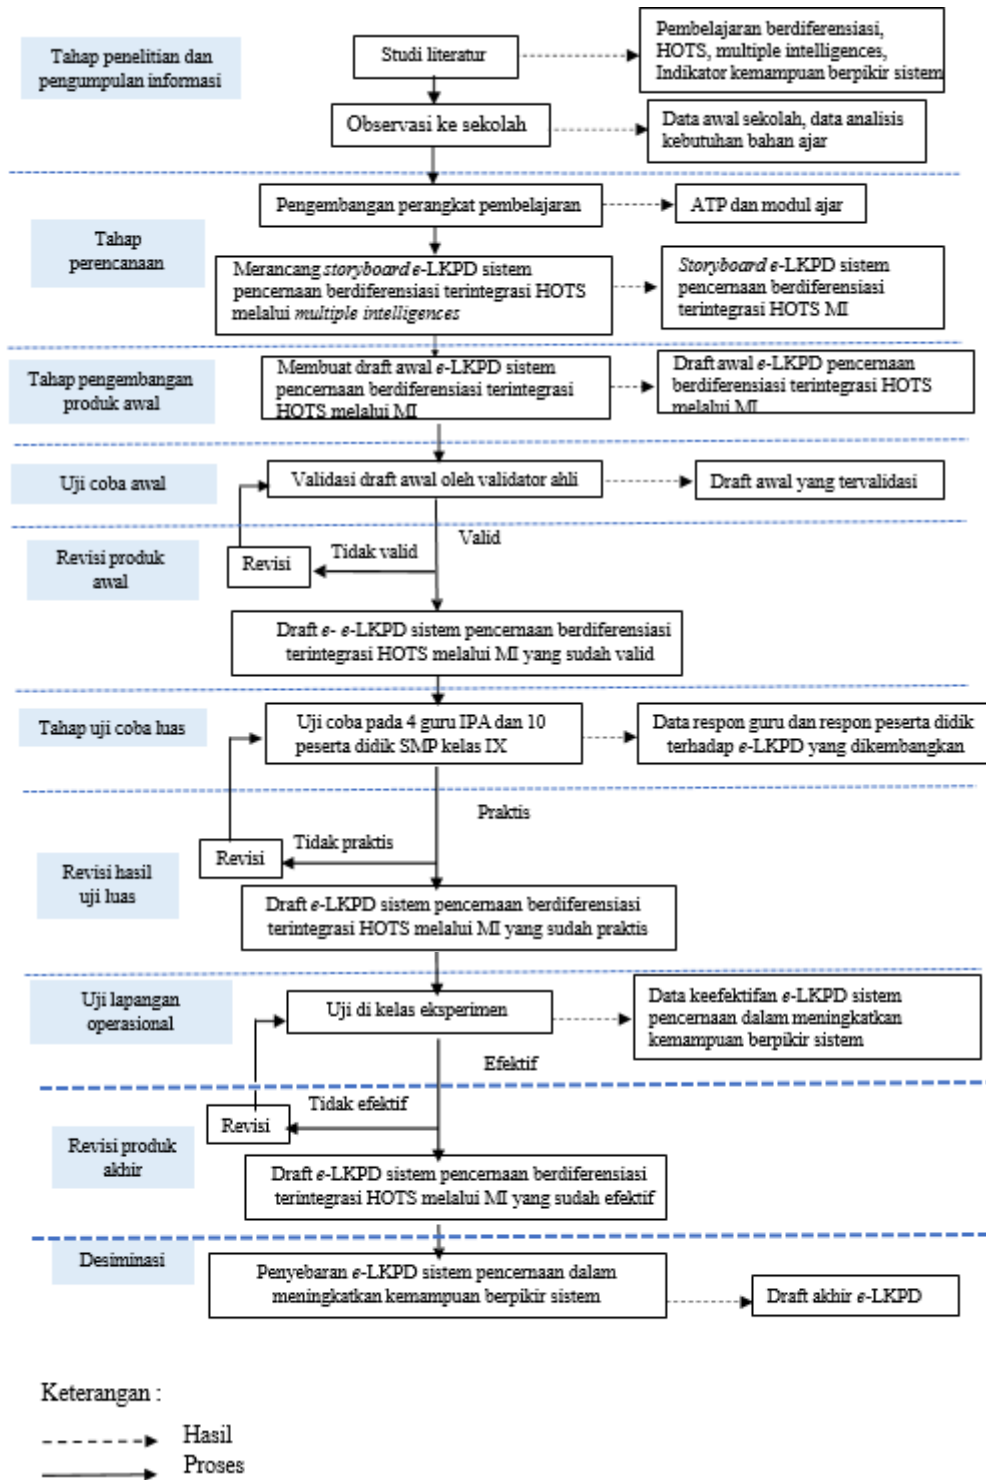 Tahap penelitian dan
pengumpulan informasi
Studi literatur
Pembelajaran berdiferensiasi,
HOTS, multiple intelligences,
Indikator kemampuan berpikir sistem
Observasi ke sekolah
Data awal sekolah, data analisis
kebutuhan bahan ajar
Tahap
perencanaan
Pengembangan perangkat pembelajaran
ATP dan modul ajar
Merancang storyboard e-LKPD sistem
pencernaan berdiferensiasi terintegrasi HOTS
melalui multiple intelligences
Storyboard e-LKPD sistem
pencernaan berdiferensiasi
terintegrasi HOTS MI
Tahap pengembangan
produk awal
Membuat draft awal e-LKPD sistem
pencernaan berdiferensiasi terintegrasi
HOTS melalui MI
Draft awal e-LKPD pencernaan
berdiferensiasi terintegrasi HOTS
melalui MI
Uji coba awal
Validasi draft awal oleh validator ahli
Draft awal yang tervalidasi
Revisi produk
awal
Revisi
Tidak valid
Valid
Draft e- e-LKPD sistem pencernaan berdiferensiasi
terintegrasi HOTS melalui MI yang sudah valid
Tahap uji coba luas
Uji coba pada 4 guru IPA dan 10
peserta didik SMP kelas IX
Data respon guru dan respon peserta didik
terhadap e-LKPD yang dikembangkan
Praktis
Tidak praktis
Revisi
Revisi hasil
uji luas
Draft e-LKPD sistem pencernaan berdiferensiasi
terintegrasi HOTS melalui MI yang sudah praktis
Uji lapangan
operasional
Uji di kelas eksperimen
Data keefektifan e-LKPD sistem
pencernaan dalam meningkatkan
kemampuan berpikir sistem
Efektif
Tidak efektif
Revisi
Revisi produk
akhir
Draft e-LKPD sistem pencernaan berdiferensiasi
terintegrasi HOTS melalui MI yang sudah efektif
Desiminasi
Penyebaran e-LKPD sistem pencernaan dalam
meningkatkan kemampuan berpikir sistem
Draft akhir e-LKPD
Keterangan :
Hasil
Proses